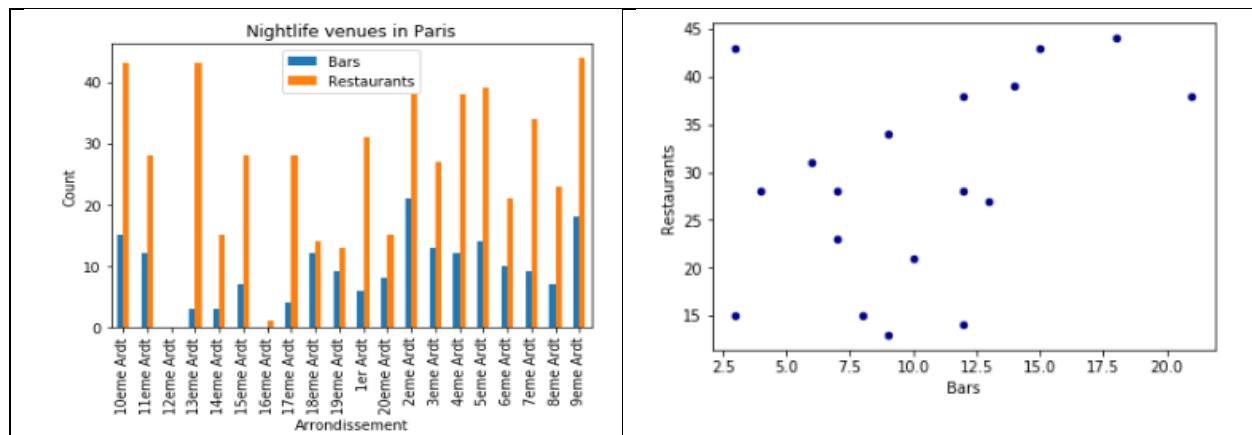 Nightlife venues in Paris
Bars
Restaurants
40
30
20
10
0
Count
10eme Ardt
11eme Ardt
12eme Ardt
13eme Ardt
14eme Ardt
15eme Ardt
16eme Ardt
17eme Ardt
18eme Ardt
19eme Ardt
1er Ardt
20eme Ardt
2eme Ardt
3eme Ardt
4eme Ardt
5eme Ardt
6eme Ardt
7eme Ardt
8eme Ardt
9eme Ardt
Arrondissement
45
40
35
30
25
20
15
Restaurants
2.5 5.0 7.5 10.0 12.5 15.0 17.5 20.0
Bars